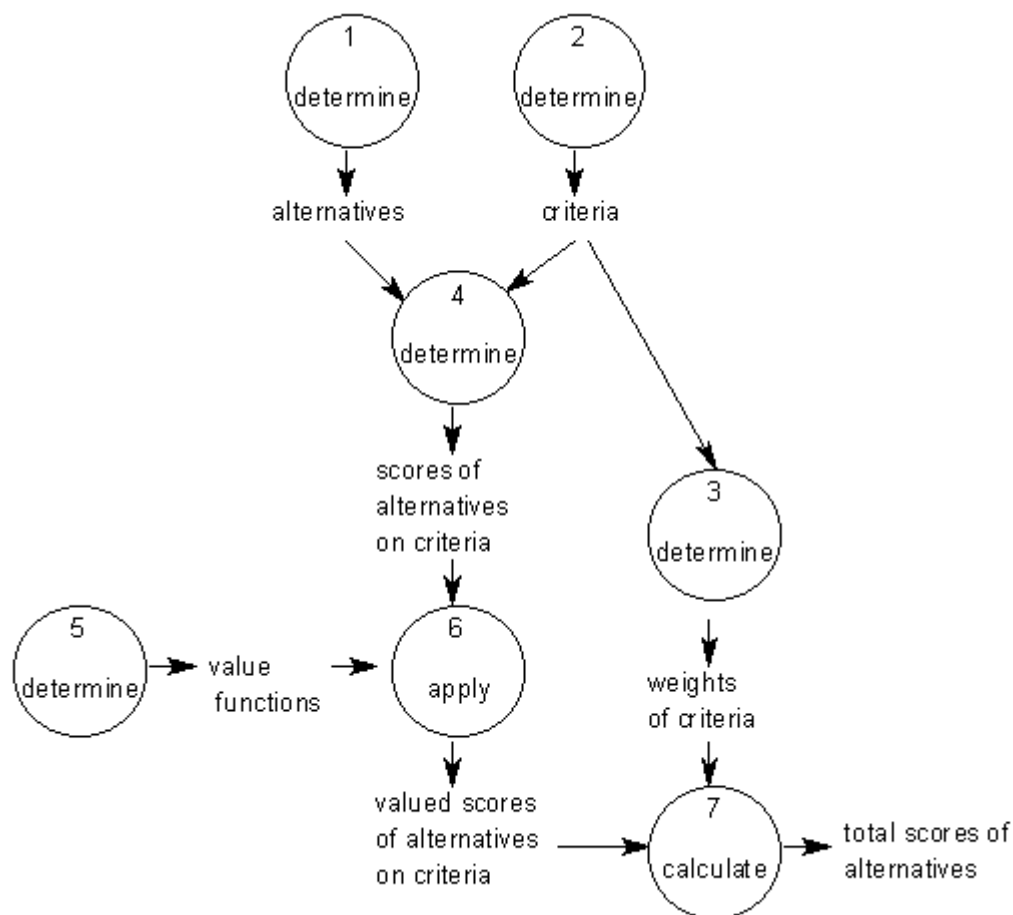 1
determine
2
determine
alternatives
criteria
4
determine
scores of
alternatives
on criteria
3
determine
5
determine
value
functions
6
apply
weights
of criteria
valued scores
of alternatives
on criteria
7
calculate
total scores of
alternatives